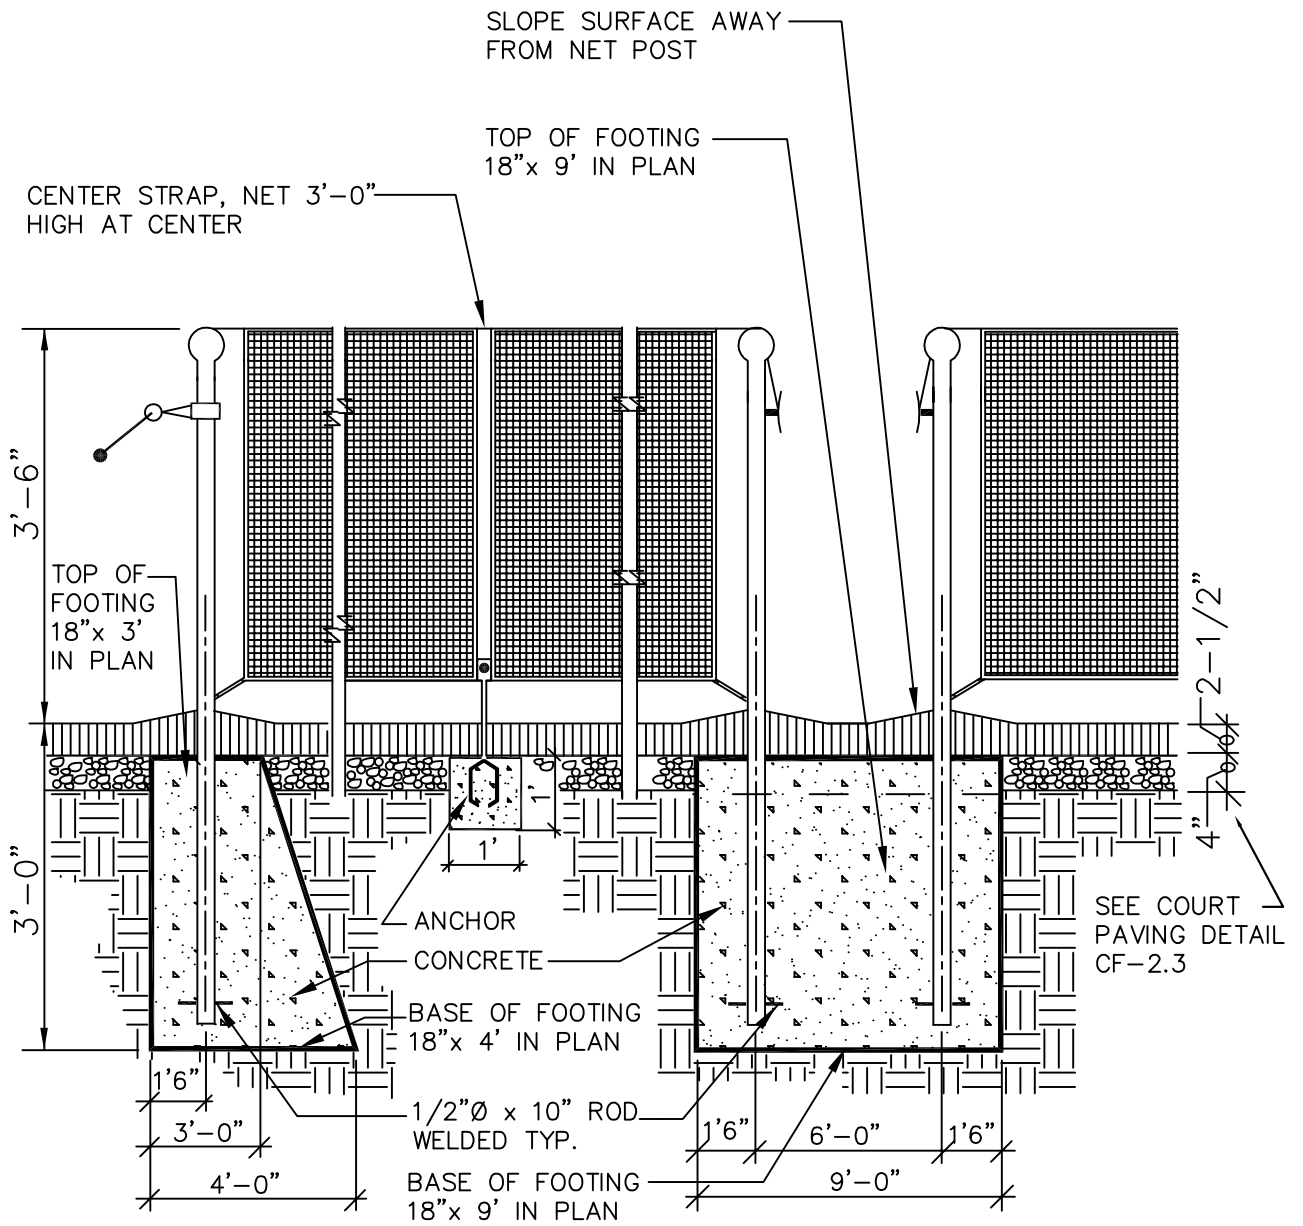 SLOPE SURFACE AWAY
FROM NET POST
TOP OF FOOTING
18"x 9' IN PLAN
CENTER STRAP, NET 3'-0"
HIGH AT CENTER
3'-6"
TOP OF
FOOTING
18"x 3'
IN PLAN
2-1/2"
4"
1'
1'
3'-0"
ANCHOR
CONCRETE
SEE COURT
PAVING DETAIL
CF-2.3
BASE OF FOOTING
18"x 4' IN PLAN
1'6"
3'-0"
4'-0"
1/2"Ø x 10" ROD
WELDED TYP.
1'6"
6'-0"
1'6"
BASE OF FOOTING
18"x 9' IN PLAN
9'-0"